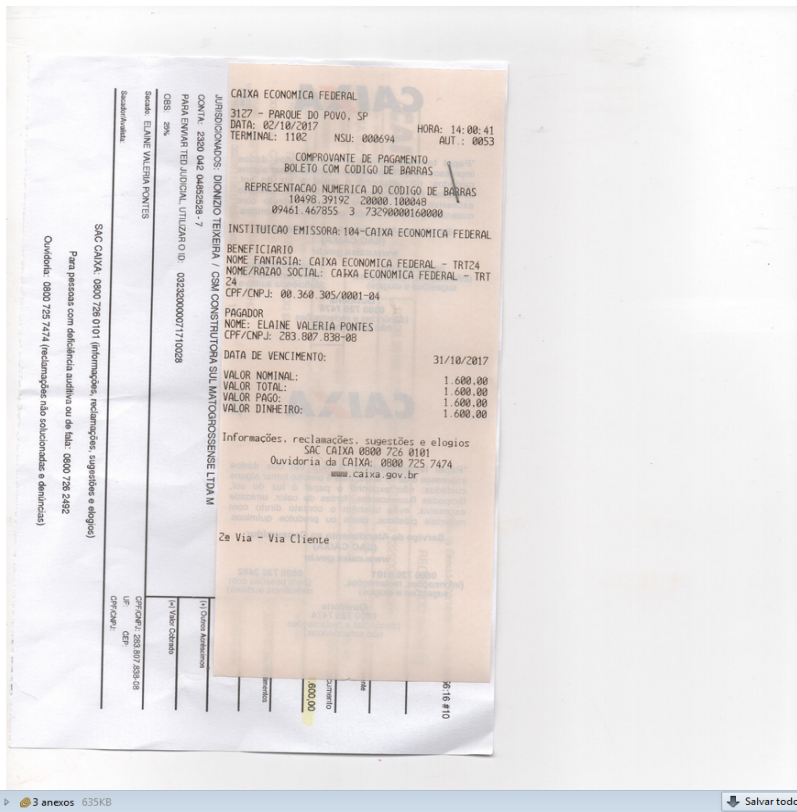 CAIXA ECONOMICA FEDERAL
3127 - PARQUE DO POVO, SP
DATA: 02/10/2017 HORA: 14:00:41
TERMINAL: 1102 NSU: 000694 AUT.: 0053
COMPROVANTE DE PAGAMENTO
BOLETO COM CODIGO DE BARRAS
REPRESENTACAO NUMERICA DO CODIGO DE BARRAS
10498.39192 20000.100048
09461.467855 3 73290000160000
INSTITUICAO EMISSORA: 104-CAIXA ECONOMICA FEDERAL
BENEFICIARIO
NOME FANTASIA: CAIXA ECONOMICA FEDERAL - TRT24
NOME/RAZAO SOCIAL: CAIXA ECONOMICA FEDERAL - TRT
24
CPF/CNPJ: 00.360.305/0001-04
PAGADOR
NOME: ELAINE VALERIA PONTES
CPF/CNPJ: 283.807.838-08
DATA DE VENCIMENTO: 31/10/2017
VALOR NOMINAL: 1.600,00
VALOR TOTAL: 1.600,00
VALOR PAGO: 1.600,00
VALOR DINHEIRO: 1.600,00
Informações, reclamações, sugestões e elogios
SAC CAIXA 0800 726 0101
Ouvidoria da CAIXA: 0800 725 7474
www.caixa.gov.br
2ª Via - Via Cliente
JURISDICIONADOS: DIONIZIO TEIXEIRA / CSM CONSTRUTORA SUL MATOGROSSENSE LTDA M
CONTA: 2320 042 04852528 - 7
PARA ENVIAR TED JUDICIAL, UTILIZAR O ID: 032320000071710028
OBS: 25%
Sacado: ELAINE VALERIA PONTES
Sacador/Avalista:
CPF/CNPJ: 283.807.838-08
UF: CEP:
CPF/CNPJ:
(+) Outros Acréscimos
(=) Valor Cobrado
.600,00
SAC CAIXA: 0800 726 0101 (informações, reclamações, sugestões e elogios)
Para pessoas com deficiência auditiva ou de fala: 0800 726 2492
Ouvidoria: 0800 725 7474 (reclamações não solucionadas e denúncias)
3 anexos 635KB
Salvar todo